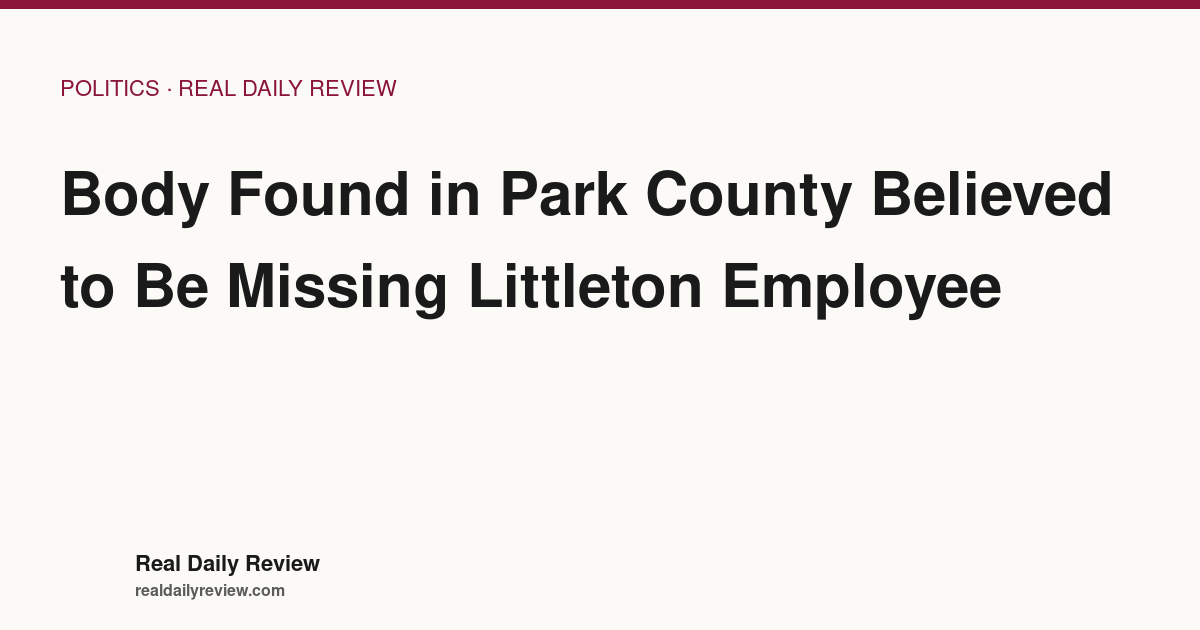 POLITICS · REAL DAILY REVIEW
Body Found in Park County Believed
to Be Missing Littleton Employee
Real Daily Review
realdailyreview.com